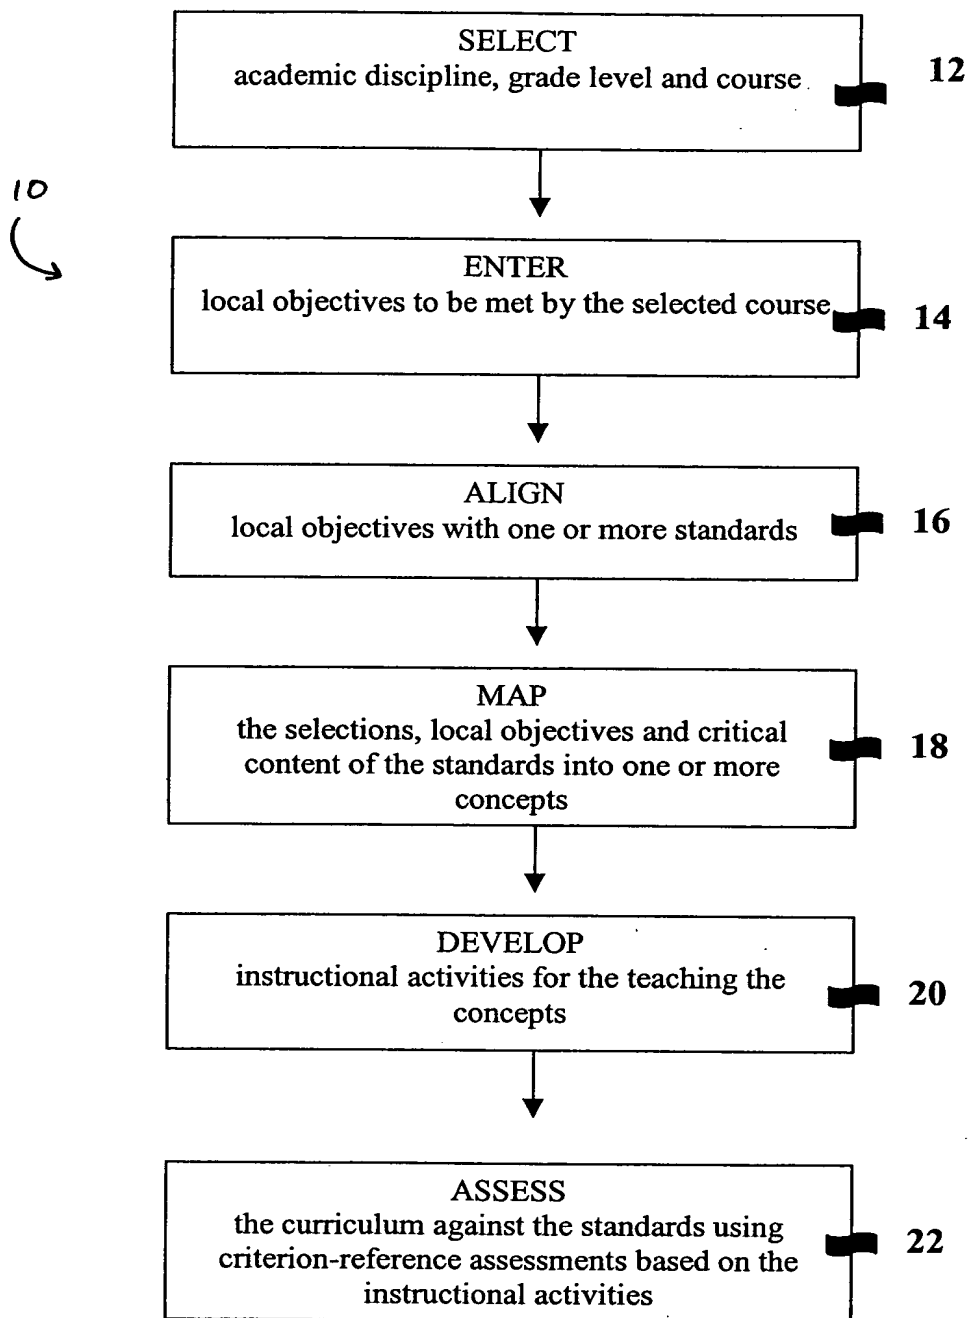 SELECT
academic discipline, grade level and course
12
10
ENTER
local objectives to be met by the selected course
14
ALIGN
local objectives with one or more standards
16
MAP
the selections, local objectives and critical
content of the standards into one or more
concepts
18
DEVELOP
instructional activities for the teaching the
concepts
20
ASSESS
the curriculum against the standards using
criterion-reference assessments based on the
instructional activities
22